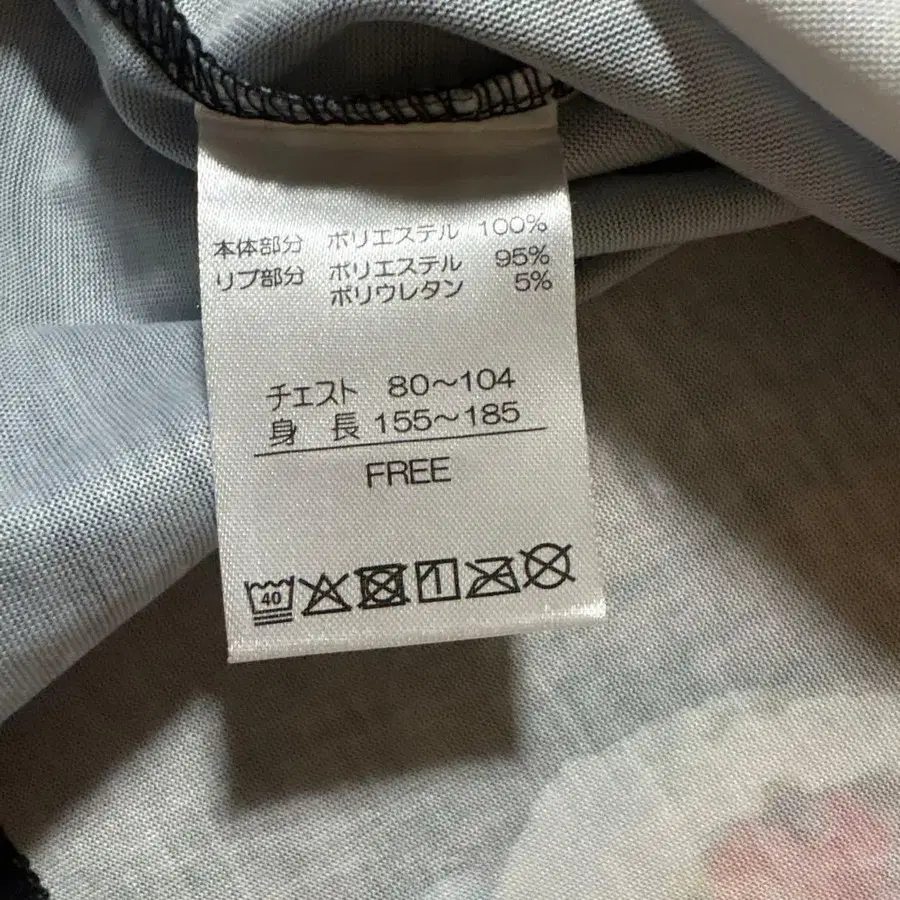 本体部分 ポリエステル 100%
リブ部分 ポリエステル 95%
ポリウレタン 5%
チェスト 80～104
身 長 155～185
FREE
40